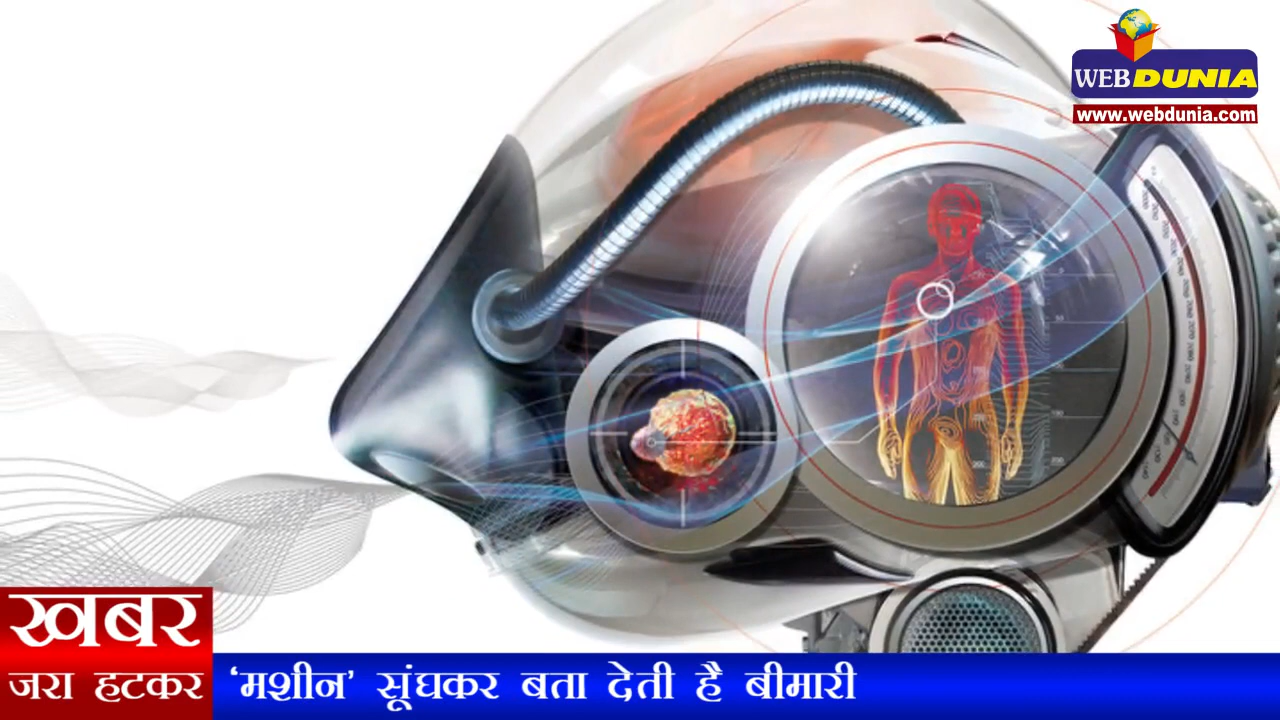 WEBDUNIA
www.webdunia.com
खबर
जरा हटकर
‘मशीन’ सूंघकर बता देती है बीमारी